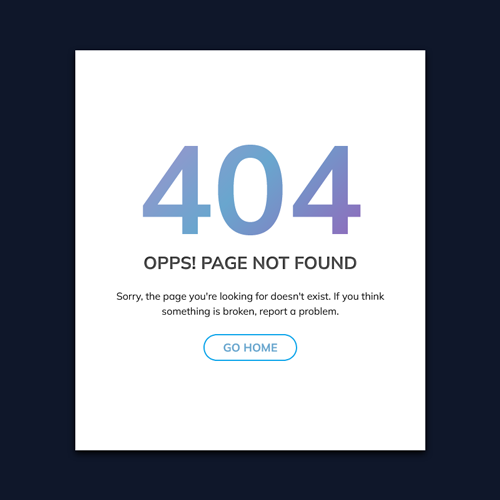 404
OPPS! PAGE NOT FOUND
Sorry, the page you're looking for doesn't exist. If you think
something is broken, report a problem.
GO HOME